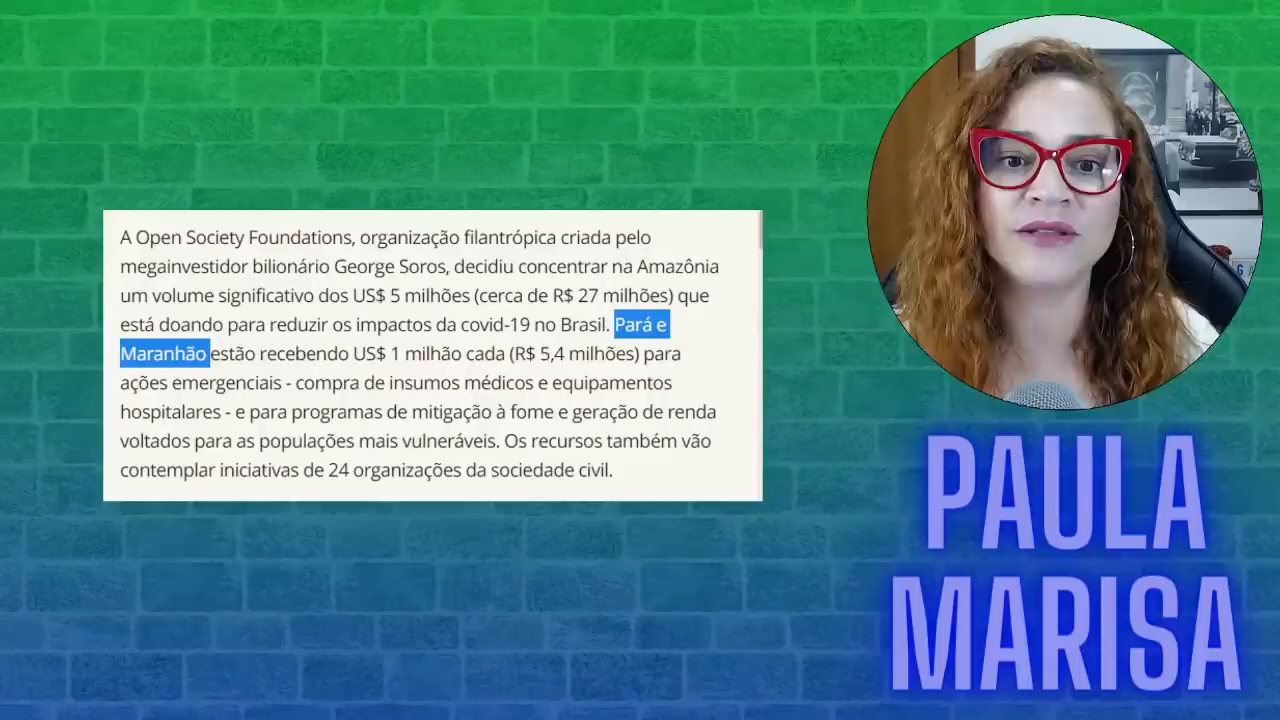 A Open Society Foundations, organização filantrópica criada pelo
megainvestidor bilionário George Soros, decidiu concentrar na Amazônia
um volume significativo dos US$ 5 milhões (cerca de R$ 27 milhões) que
está doando para reduzir os impactos da covid-19 no Brasil. Pará e
Maranhão estão recebendo US$ 1 milhão cada (R$ 5,4 milhões) para
ações emergenciais - compra de insumos médicos e equipamentos
hospitalares - e para programas de mitigação à fome e geração de renda
voltados para as populações mais vulneráveis. Os recursos também vão
contemplar iniciativas de 24 organizações da sociedade civil.
PAULA
MARISA